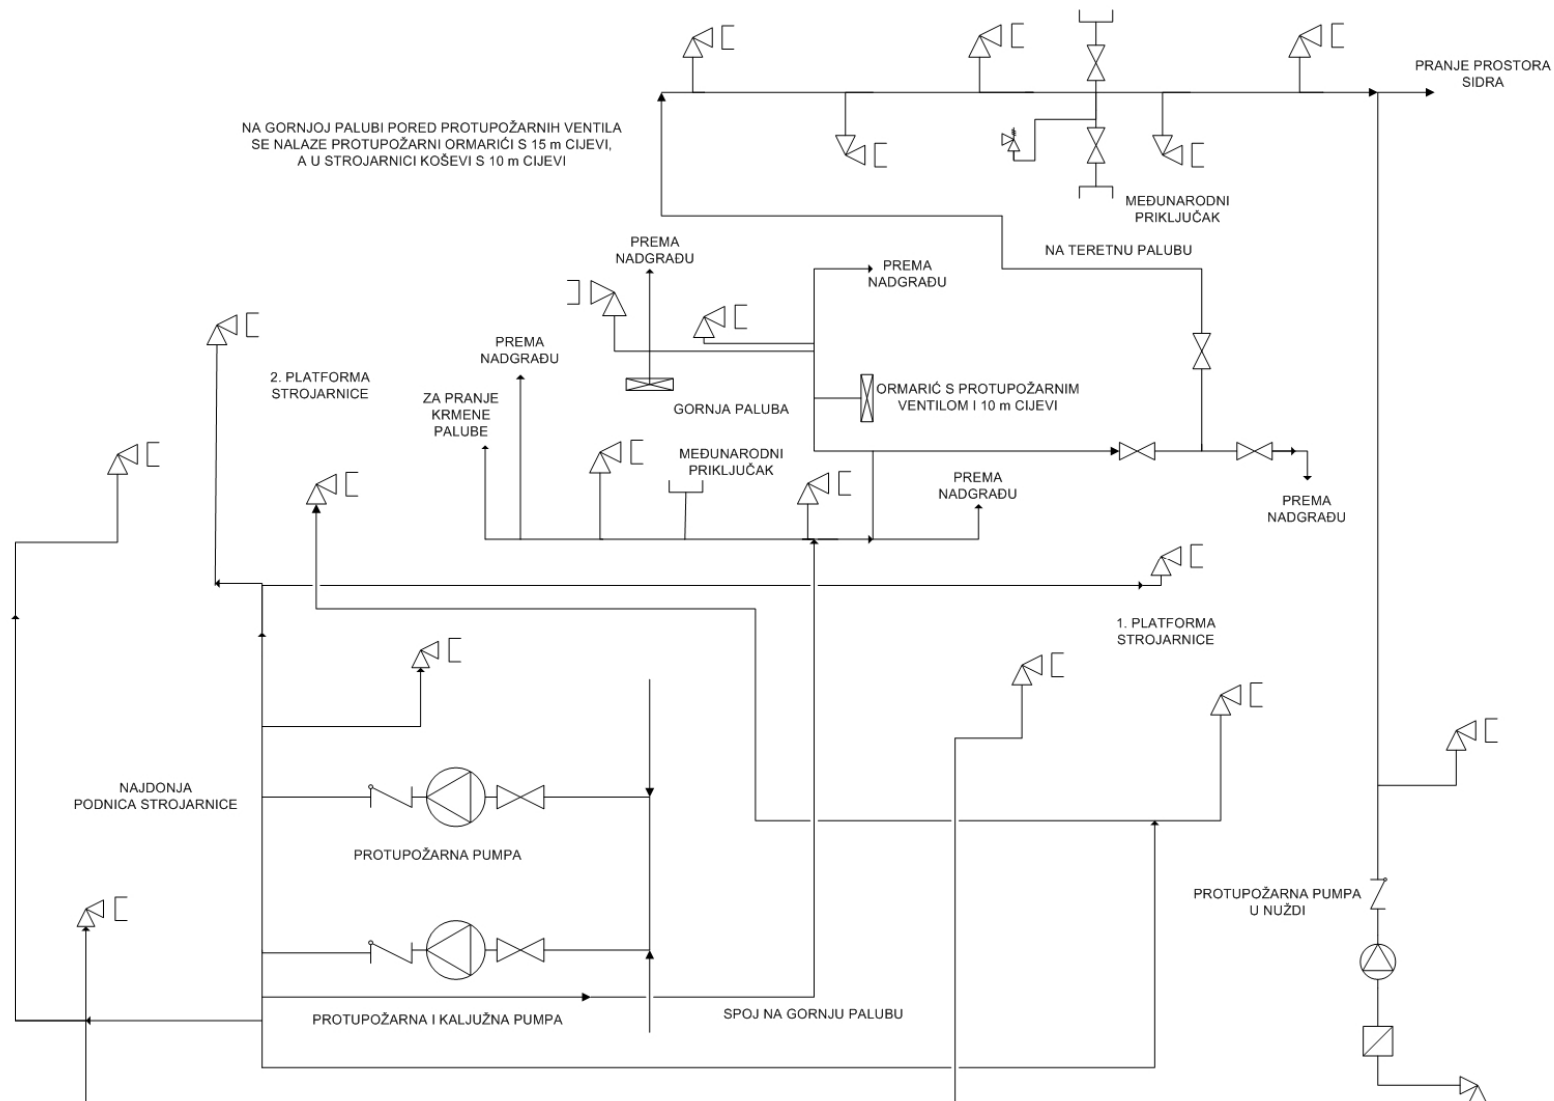 PRANJE PROSTORA
SIDRA
NA GORNJOJ PALUBI PORED PROTUPOŽARNIH VENTILA
SE NALAZE PROTUPOŽARNI ORMARIĆI S 15 m CIJEVI,
A U STROJARNICI KOŠEVI S 10 m CIJEVI
MEĐUNARODNI
PRIKLJUČAK
PREMA
NADGRAĐU
NA TERETNU PALUBU
PREMA
NADGRAĐU
PREMA
NADGRAĐU
2. PLATFORMA
STROJARNICE
ZA PRANJE
KRMENE
PALUBE
GORNJA PALUBA
ORMARIĆ S PROTUPOŽARNIM
VENTILOM I 10 m CIJEVI
MEĐUNARODNI
PRIKLJUČAK
PREMA
NADGRAĐU
PREMA
NADGRAĐU
1. PLATFORMA
STROJARNICE
NAJDONJA
PODNICA STROJARNICE
PROTUPOŽARNA PUMPA
PROTUPOŽARNA PUMPA
U NUŽDI
PROTUPOŽARNA I KALJUŽNA PUMPA
SPOJ NA GORNJU PALUBU